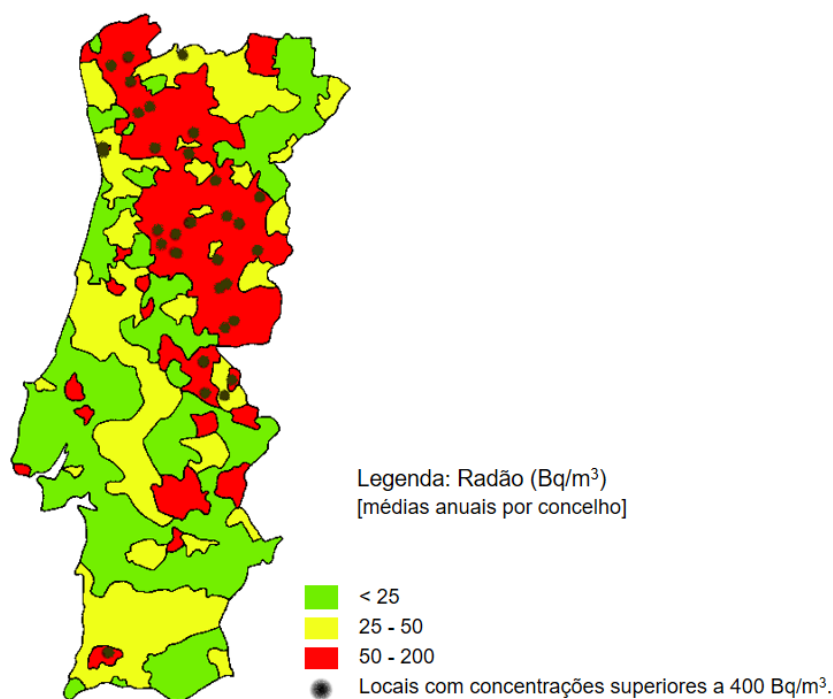 Legenda: Radão (Bq/m³)
[médias anuais por concelho]
< 25
25 - 50
50 - 200
Locais com concentrações superiores a 400 Bq/m³.